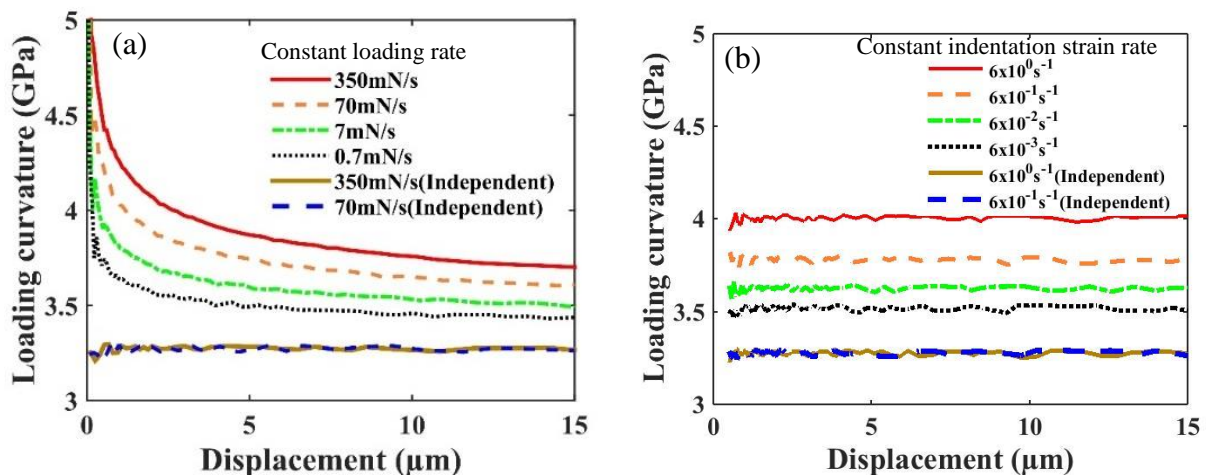 (a)
Constant loading rate
350mN/s
70mN/s
7mN/s
0.7mN/s
350mN/s(Independent)
70mN/s(Independent)
Loading curvature (GPa)
5
4.5
4
3.5
3
0
5
10
15
Displacement (µm)
(b)
Constant indentation strain rate
6x10⁰s⁻¹
6x10⁻¹s⁻¹
6x10⁻²s⁻¹
6x10⁻³s⁻¹
6x10⁰s⁻¹(Independent)
6x10⁻¹s⁻¹(Independent)
Loading curvature (GPa)
5
4.5
4
3.5
3
0
5
10
15
Displacement (µm)